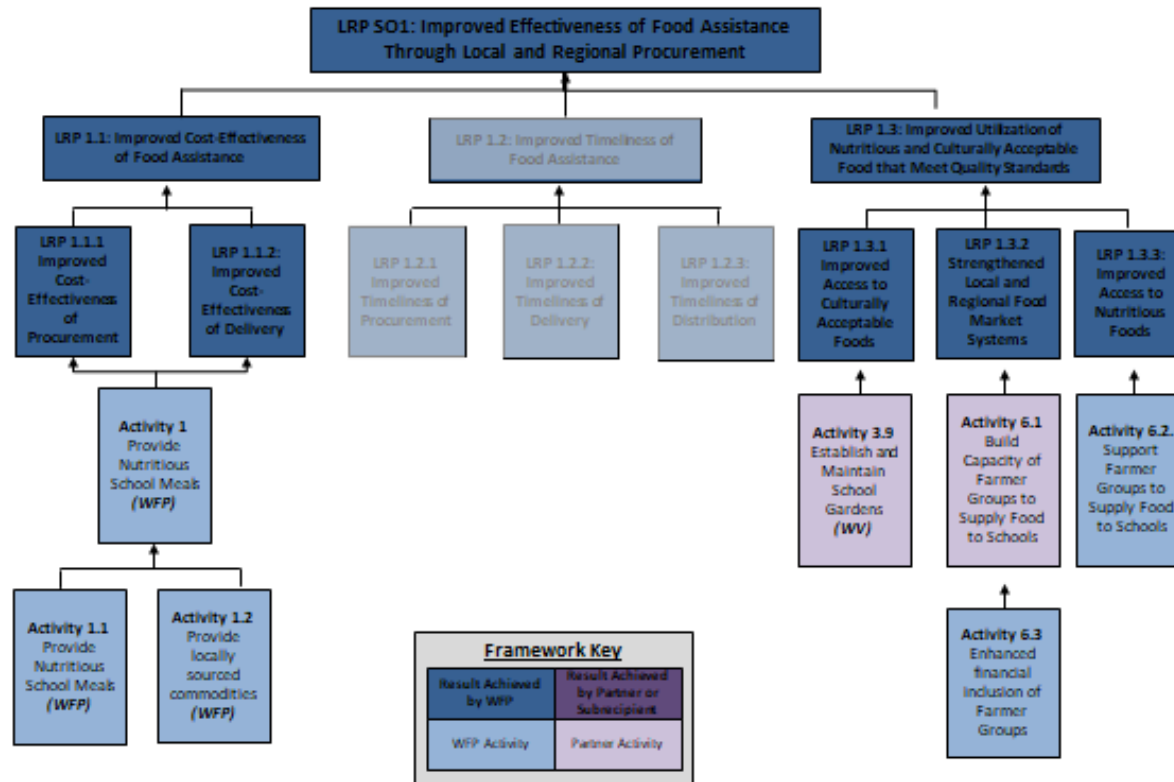 LRP SO1: Improved Effectiveness of Food Assistance
Through Local and Regional Procurement
LRP 1.1: Improved Cost-Effectiveness
of Food Assistance
LRP 1.2: Improved Timeliness
of Food Assistance
LRP 1.3: Improved Utilization of
Nutritious and Culturally Acceptable
Food that Meet Quality Standards
LRP 1.1.1
Improved
Cost-
Effectiveness
of
Procurement
LRP 1.1.2:
Improved
Cost-
Effectiveness
of Delivery
LRP 1.2.1
Improved
Timeliness of
Procurement
LRP 1.2.2:
Improved
Timeliness of
Delivery
LRP 1.2.3:
Improved
Timeliness of
Distribution
LRP 1.3.1
Improved
Access to
Culturally
Acceptable
Foods
LRP 1.3.2
Strengthened
Local and
Regional Food
Market
Systems
LRP 1.3.3:
Improved
Access to
Nutritious
Foods
Activity 1
Provide
Nutritious
School Meals
(WFP)
Activity 3.9
Establish and
Maintain
School
Gardens
(WV)
Activity 6.1
Build
Capacity of
Farmer
Groups to
Supply Food
to Schools
Activity 6.2.
Support
Farmer
Groups to
Supply Food
to Schools
Activity 1.1
Provide
Nutritious
School Meals
(WFP)
Activity 1.2
Provide
locally
sourced
commodities
(WFP)
Activity 6.3
Enhanced
financial
inclusion of
Farmer
Groups
Framework Key
Result Achieved
by WFP
Result Achieved
by Partner or
Subrecipient
WFP Activity
Partner Activity